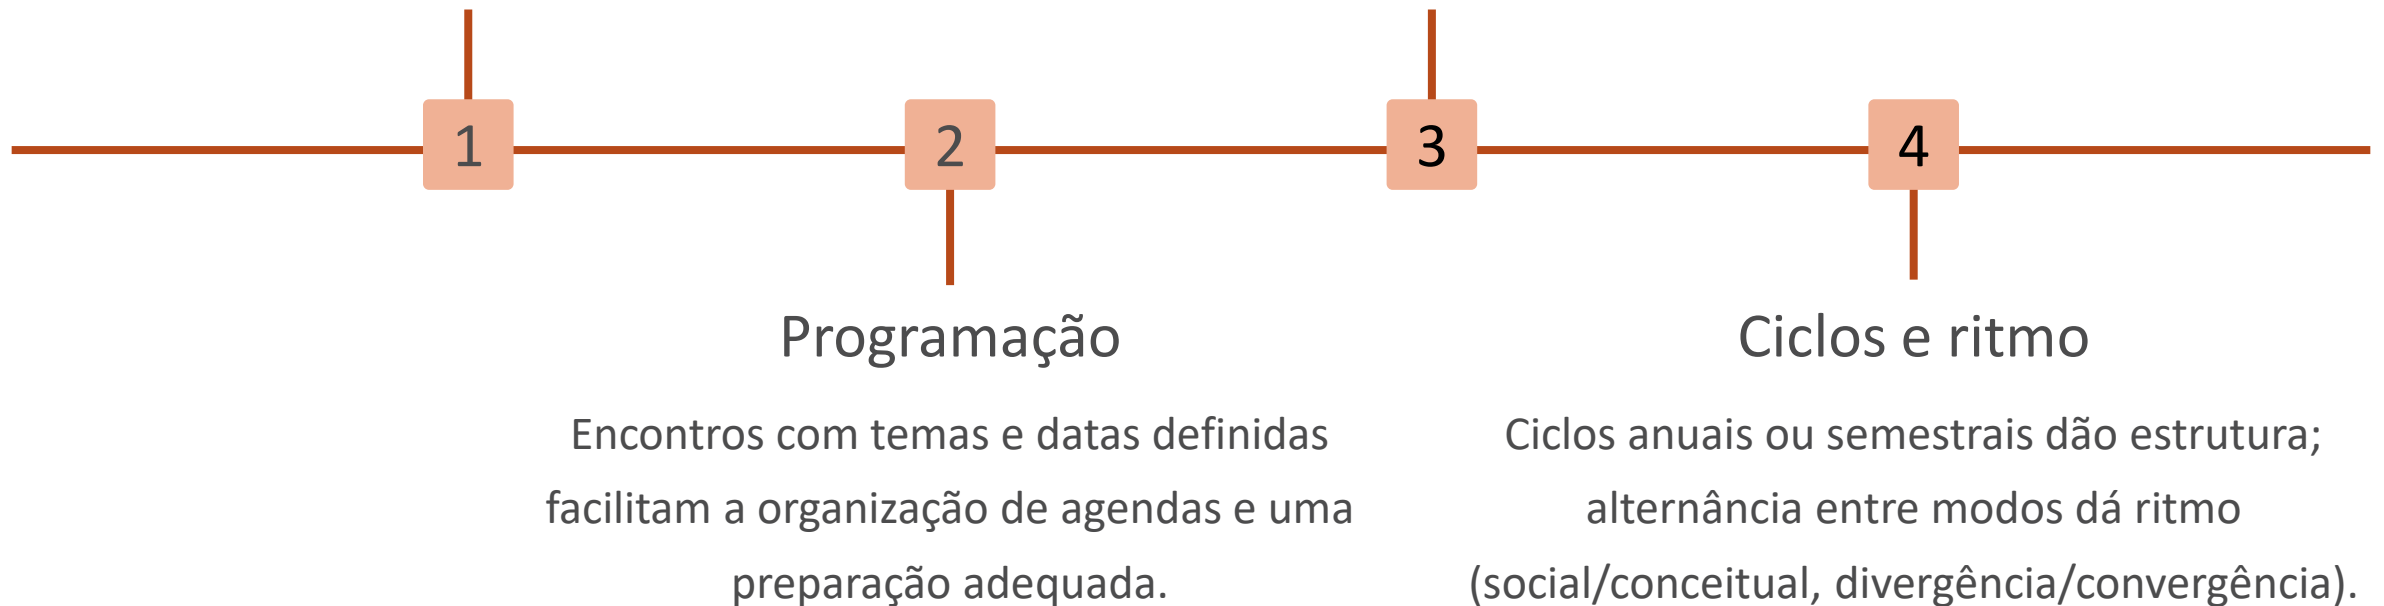 1 2 3 4
Programação
Encontros com temas e datas definidas
facilitam a organização de agendas e uma
preparação adequada.
Ciclos e ritmo
Ciclos anuais ou semestrais dão estrutura;
alternância entre modos dá ritmo
(social/conceitual, divergência/convergência).